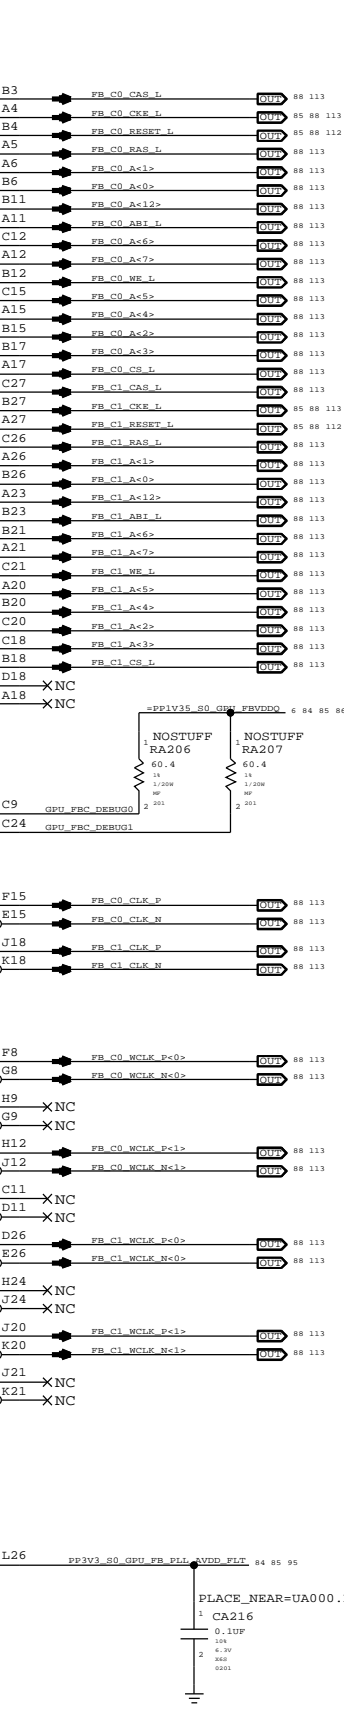 B3 FB_C0_CAS_L OUT 88 113
A4 FB_C0_CKE_L OUT 85 88 113
B4 FB_C0_RESET_L OUT 85 88 112
A5 FB_C0_RAS_L OUT 88 113
A6 FB_C0_A<1> OUT 88 113
B6 FB_C0_A<0> OUT 88 113
B11 FB_C0_A<12> OUT 88 113
A11 FB_C0_ABI_L OUT 88 113
C12 FB_C0_A<6> OUT 88 113
A12 FB_C0_A<7> OUT 88 113
B12 FB_C0_WE_L OUT 88 113
C15 FB_C0_A<5> OUT 88 113
A15 FB_C0_A<4> OUT 88 113
B15 FB_C0_A<2> OUT 88 113
B17 FB_C0_A<3> OUT 88 113
A17 FB_C0_CS_L OUT 88 113
C27 FB_C1_CAS_L OUT 88 113
B27 FB_C1_CKE_L OUT 85 88 113
A27 FB_C1_RESET_L OUT 85 88 112
C26 FB_C1_RAS_L OUT 88 113
A26 FB_C1_A<1> OUT 88 113
B26 FB_C1_A<0> OUT 88 113
A23 FB_C1_A<12> OUT 88 113
B23 FB_C1_ABI_L OUT 88 113
B21 FB_C1_A<6> OUT 88 113
A21 FB_C1_A<7> OUT 88 113
C21 FB_C1_WE_L OUT 88 113
A20 FB_C1_A<5> OUT 88 113
B20 FB_C1_A<4> OUT 88 113
C20 FB_C1_A<2> OUT 88 113
C18 FB_C1_A<3> OUT 88 113
B18 FB_C1_CS_L OUT 88 113
D18 NC
A18 NC
=PP1V35_S0_GPU_FBVDDQ 6 84 85 86
1 NOSTUFF 1 NOSTUFF
RA206 RA207
60.4 60.4
1% 1%
1/20W 1/20W
MF MF
2 201 2 201
C9 GPU_FBC_DEBUG0
C24 GPU_FBC_DEBUG1
F15 FB_C0_CLK_P OUT 88 113
E15 FB_C0_CLK_N OUT 88 113
J18 FB_C1_CLK_P OUT 88 113
K18 FB_C1_CLK_N OUT 88 113
F8 FB_C0_WCLK_P<0> OUT 88 113
G8 FB_C0_WCLK_N<0> OUT 88 113
H9 NC
G9 NC
H12 FB_C0_WCLK_P<1> OUT 88 113
J12 FB_C0_WCLK_N<1> OUT 88 113
C11 NC
D11 NC
D26 FB_C1_WCLK_P<0> OUT 88 113
E26 FB_C1_WCLK_N<0> OUT 88 113
H24 NC
J24 NC
J20 FB_C1_WCLK_P<1> OUT 88 113
K20 FB_C1_WCLK_N<1> OUT 88 113
J21 NC
K21 NC
L26 PP3V3_S0_GPU_FB_PLL_AVDD_FLT 84 85 95
PLACE_NEAR=UA000.
1 CA216
0.1UF
10%
6.3V
2 X6S
0201